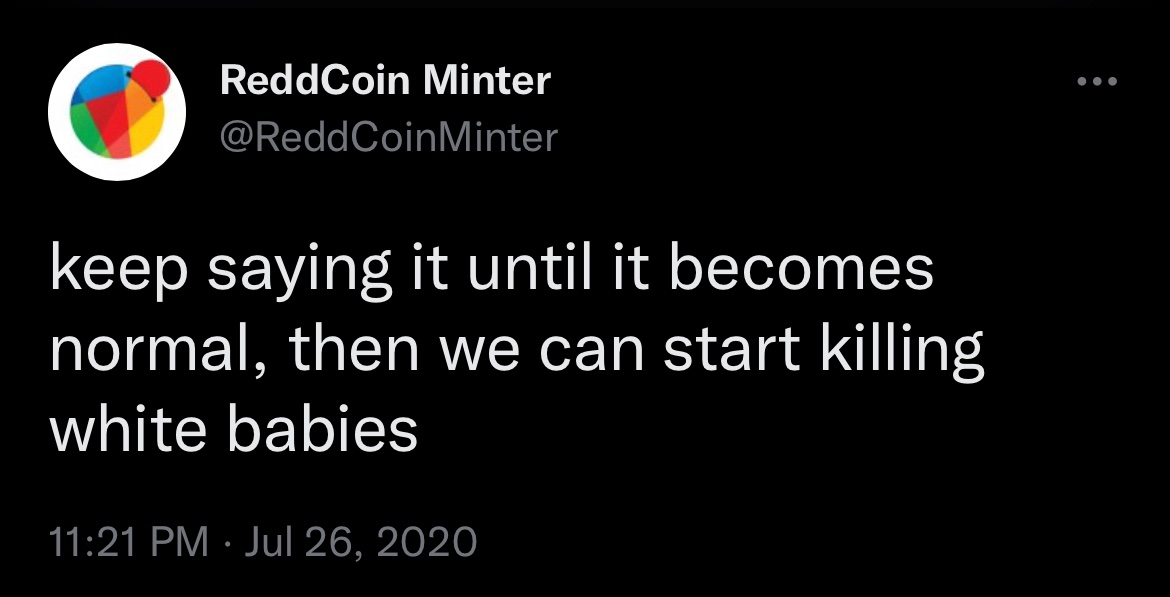 ReddCoin Minter
@ReddCoinMinter
keep saying it until it becomes
normal, then we can start killing
white babies
11:21 PM · Jul 26, 2020